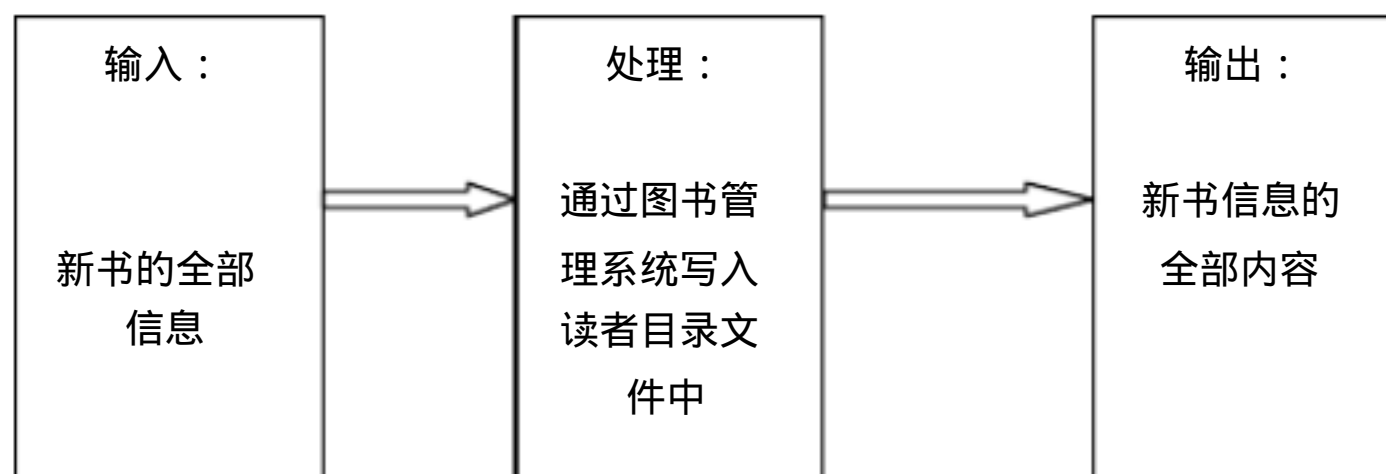 输入：
新书的全部
信息
处理：
通过图书管
理系统写入
读者目录文
件中
输出：
新书信息的
全部内容